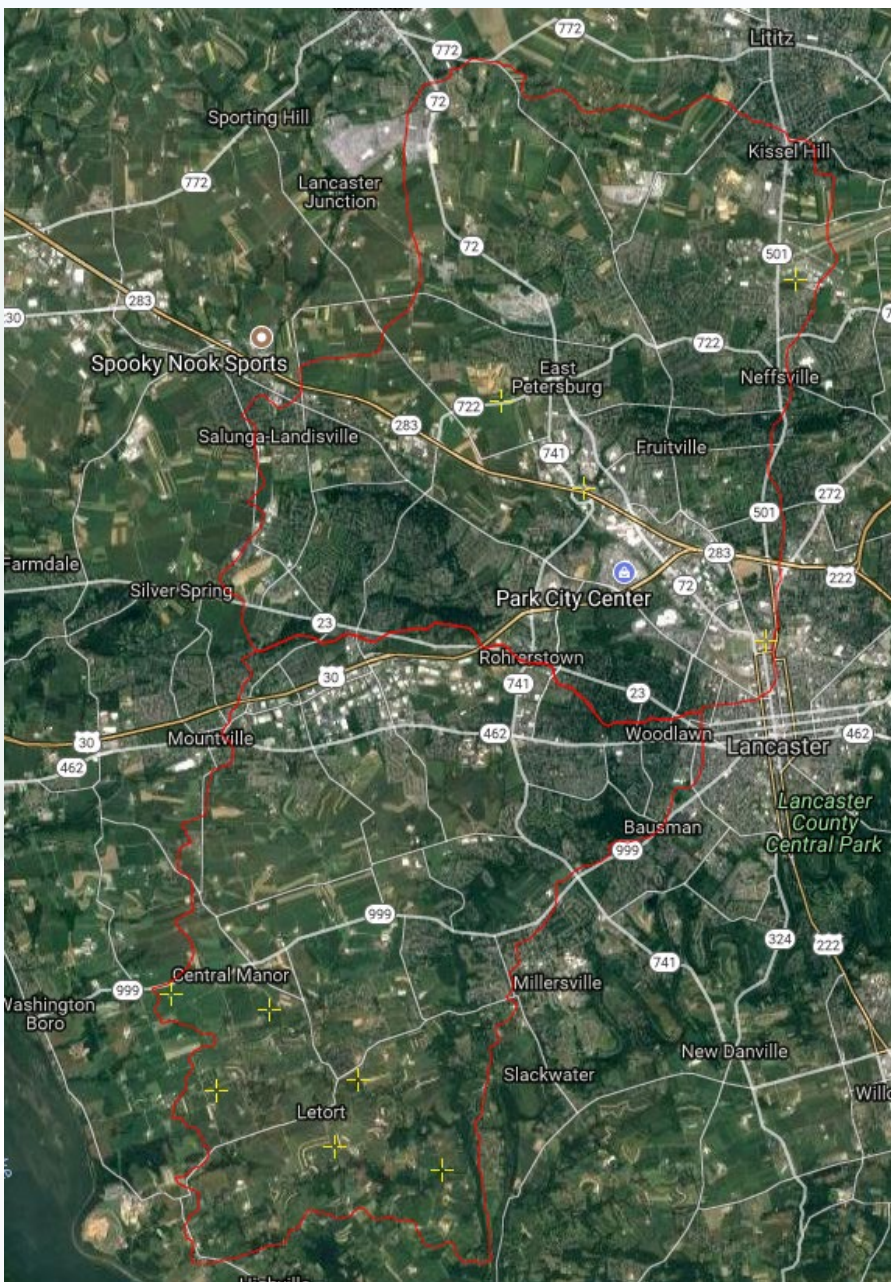 772
772
Lititz
72
Sporting Hill
Kissel Hill
772
Lancaster
Junction
72
501
283
30
722
Spooky Nook Sports
East
Petersburg
Neffsville
722
283
Salunga-Landisville
741
Fruitville
272
501
Farmdale
283
222
Silver Spring
Park City Center
72
23
Rohrerstown
30
741
23
30
Mountville
462
Woodlawn
Lancaster
462
462
Lancaster
County
Central Park
Bausman
999
999
324
222
Central Manor
741
Millersville
999
Washington
Boro
New Danville
Slackwater
Letort